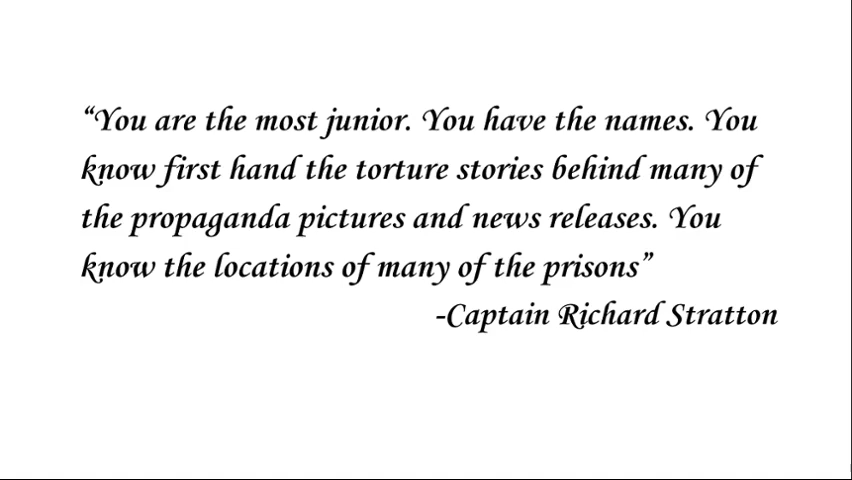 “You are the most junior. You have the names. You
know first hand the torture stories behind many of
the propaganda pictures and news releases. You
know the locations of many of the prisons”
-Captain Richard Stratton